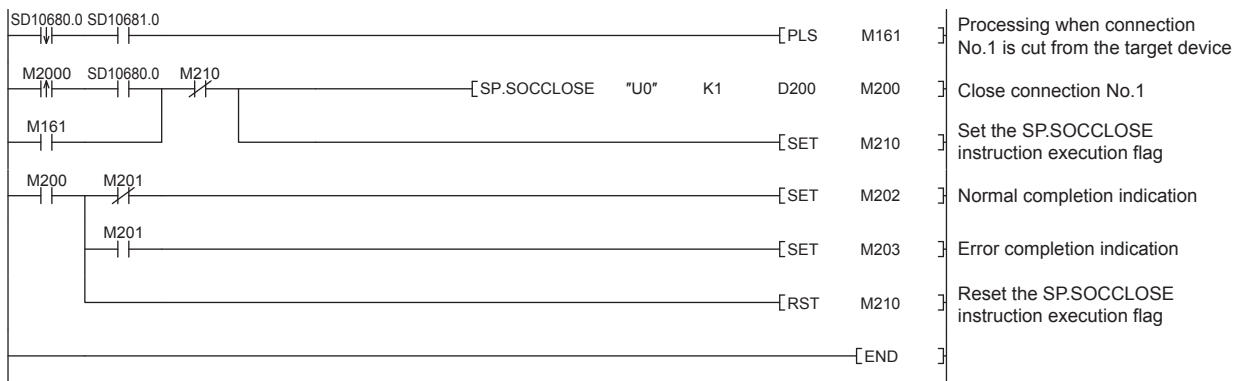 SD10680.0 SD10681.0
[PLS M161 ]
Processing when connection
No.1 is cut from the target device
M2000 SD10680.0 M210
[SP.SOCCLOSE "U0" K1 D200 M200 ]
Close connection No.1
M161
[SET M210 ]
Set the SP.SOCCLOSE
instruction execution flag
M200 M201
[SET M202 ]
Normal completion indication
M201
[SET M203 ]
Error completion indication
[RST M210 ]
Reset the SP.SOCCLOSE
instruction execution flag
[END ]